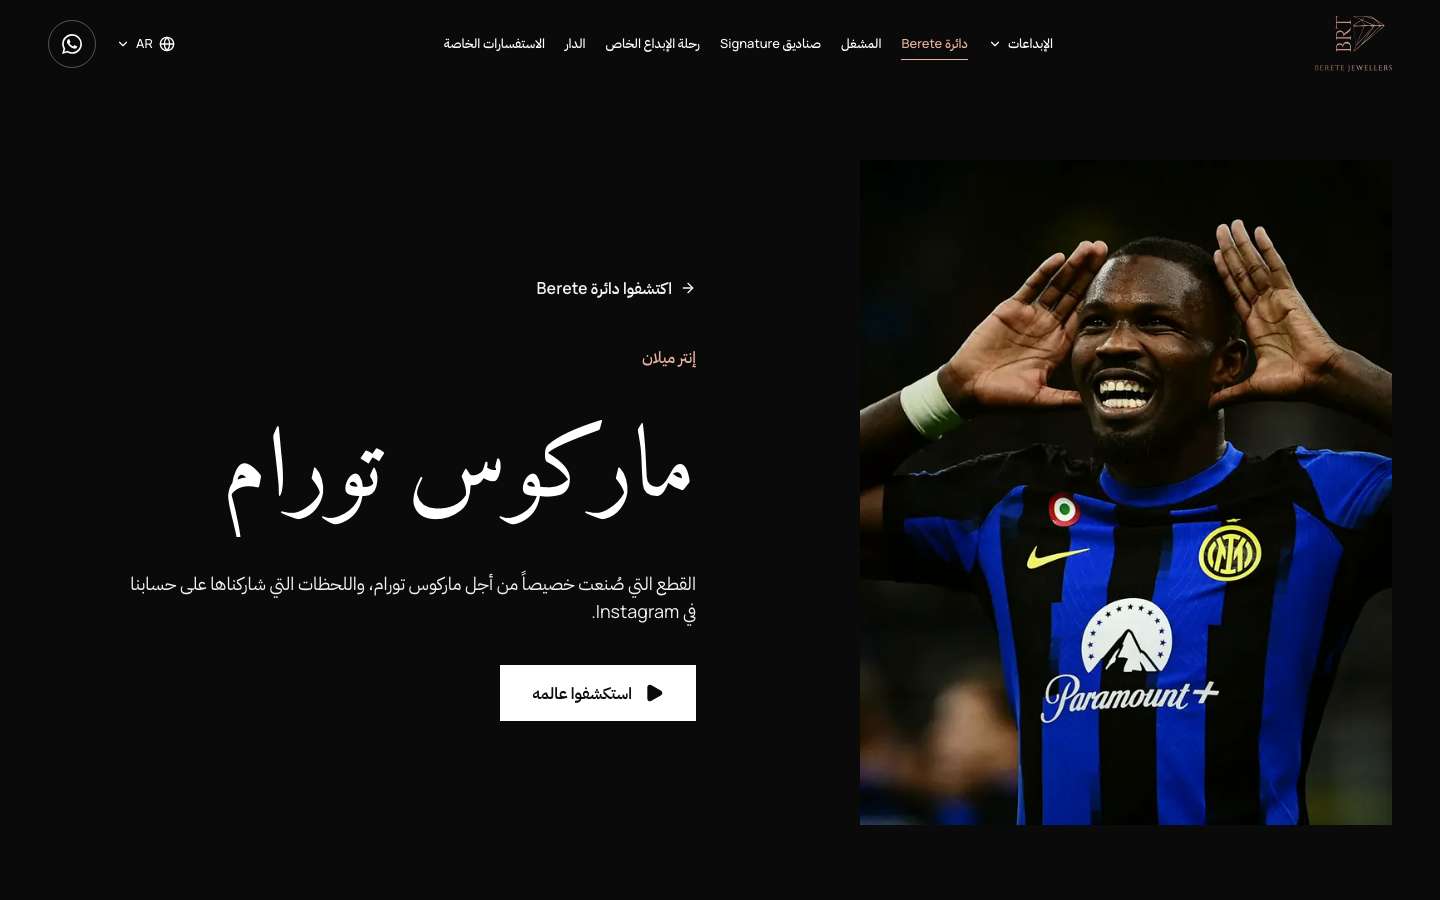 BRT
BERETE JEWELLERS
الإبداعات
دائرة Berete
المشغل
صناديق Signature
رحلة الإبداع الخاص
الدار
الاستفسارات الخاصة
AR
اكتشفوا دائرة Berete
إنتر ميلان
ماركوس تورام
القطع التي صُنعت خصيصاً من أجل ماركوس تورام، واللحظات التي شاركناها على حسابنا
في Instagram.
استكشفوا عالمه
Paramount+